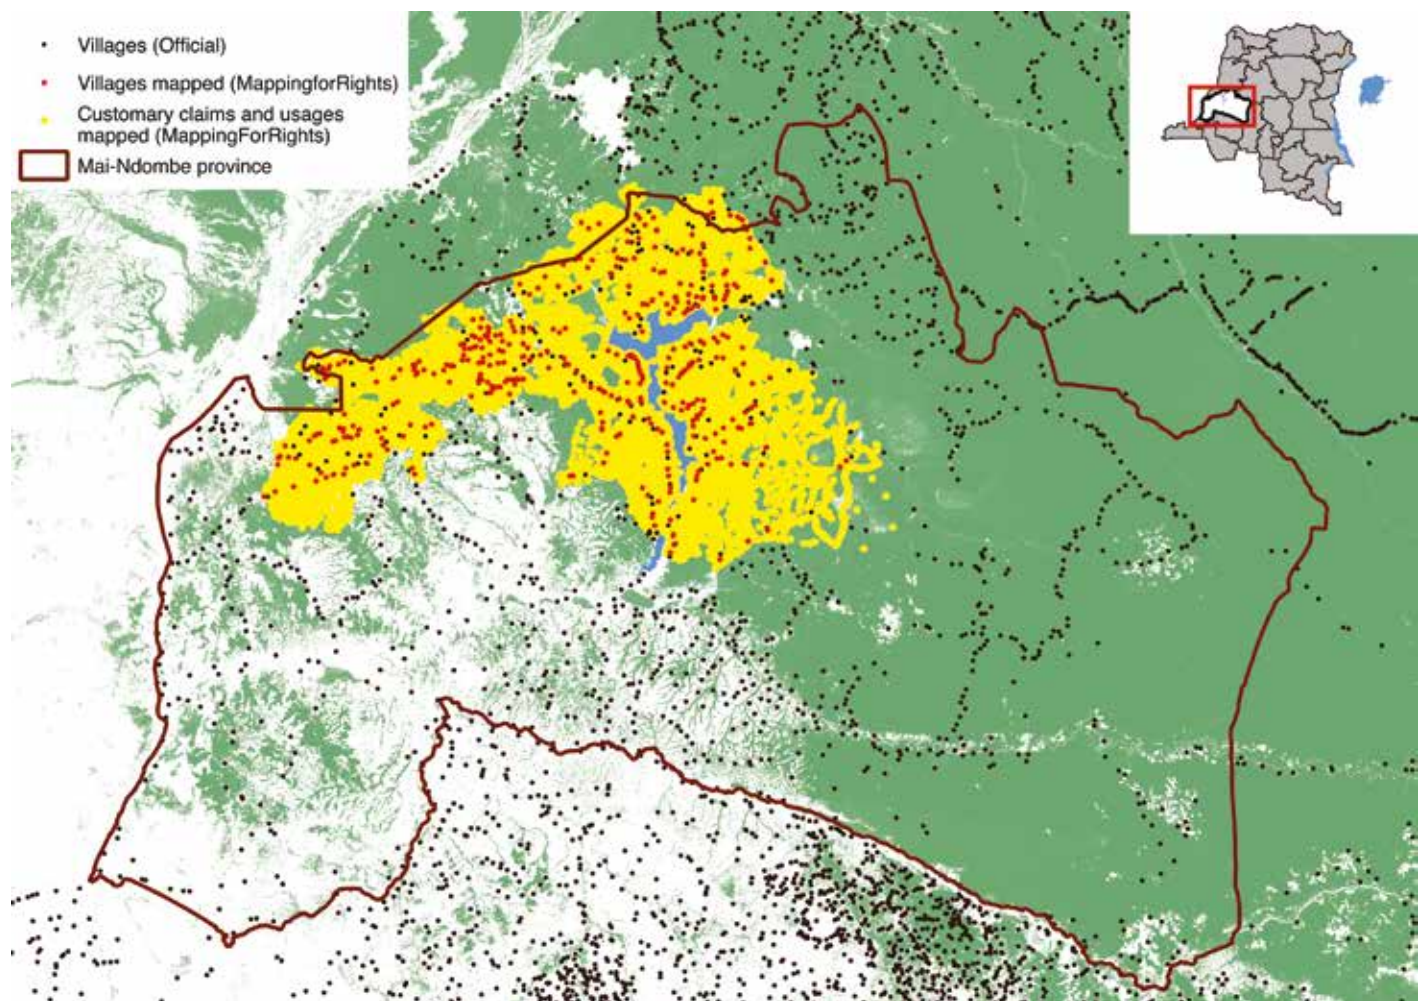 Villages (Official)
Villages mapped (MappingforRights)
Customary claims and usages
mapped (MappingForRights)
Mai-Ndombe province